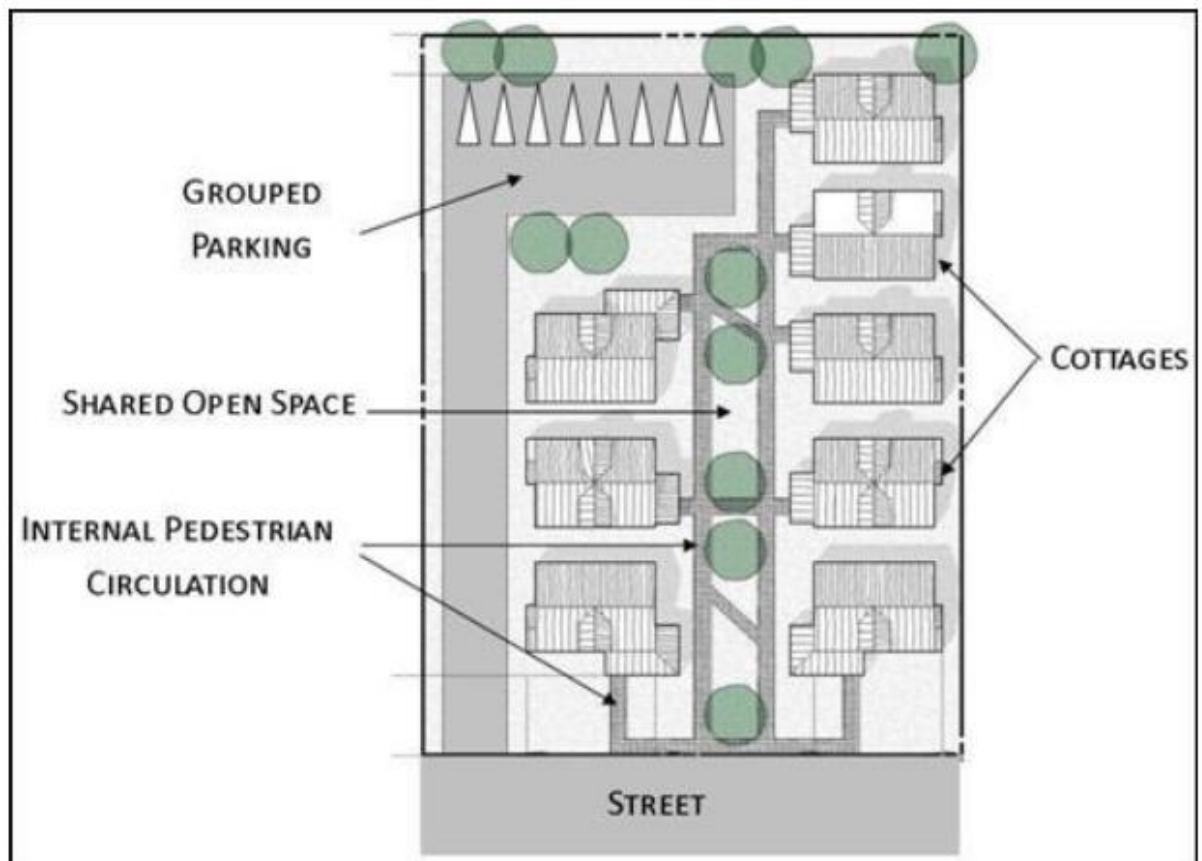 GROUPED
PARKING
COTTAGES
SHARED OPEN SPACE
INTERNAL PEDESTRIAN
CIRCULATION
STREET